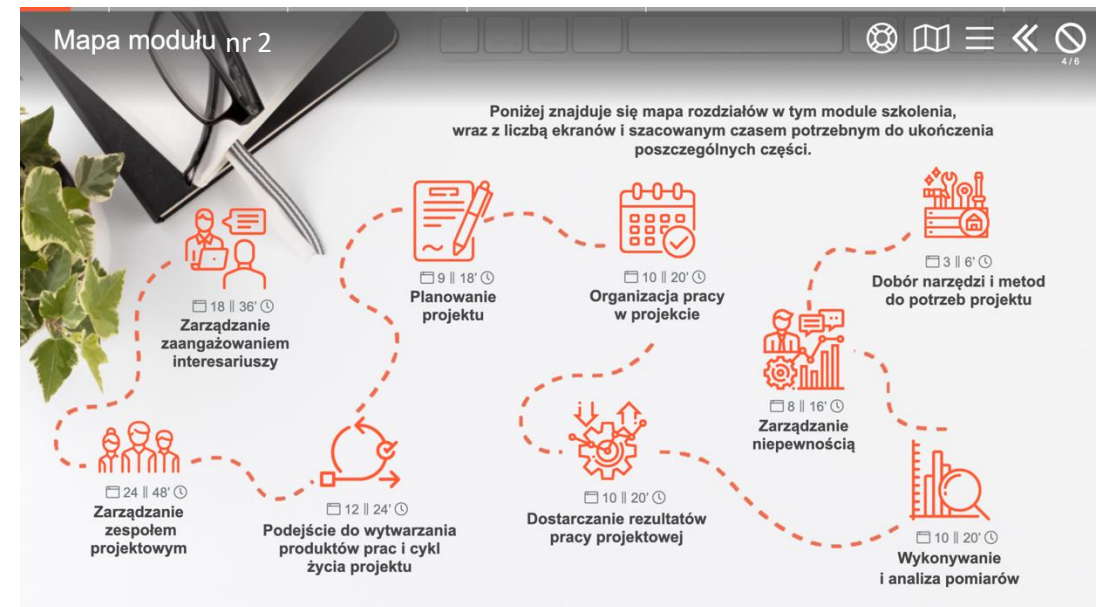 Mapa modułu nr 2
4 / 6
Poniżej znajduje się mapa rozdziałów w tym module szkolenia,
wraz z liczbą ekranów i szacowanym czasem potrzebnym do ukończenia
poszczególnych części.
18 || 36'
Zarządzanie
zaangażowaniem
interesariuszy
24 || 48'
Zarządzanie
zespołem
projektowym
12 || 24'
Podejście do wytwarzania
produktów prac i cykl
życia projektu
9 || 18'
Planowanie
projektu
10 || 20'
Organizacja pracy
w projekcie
10 || 20'
Dostarczanie rezultatów
pracy projektowej
10 || 20'
Wykonywanie
i analiza pomiarów
8 || 16'
Zarządzanie
niepewnością
3 || 6'
Dobór narzędzi i metod
do potrzeb projektu